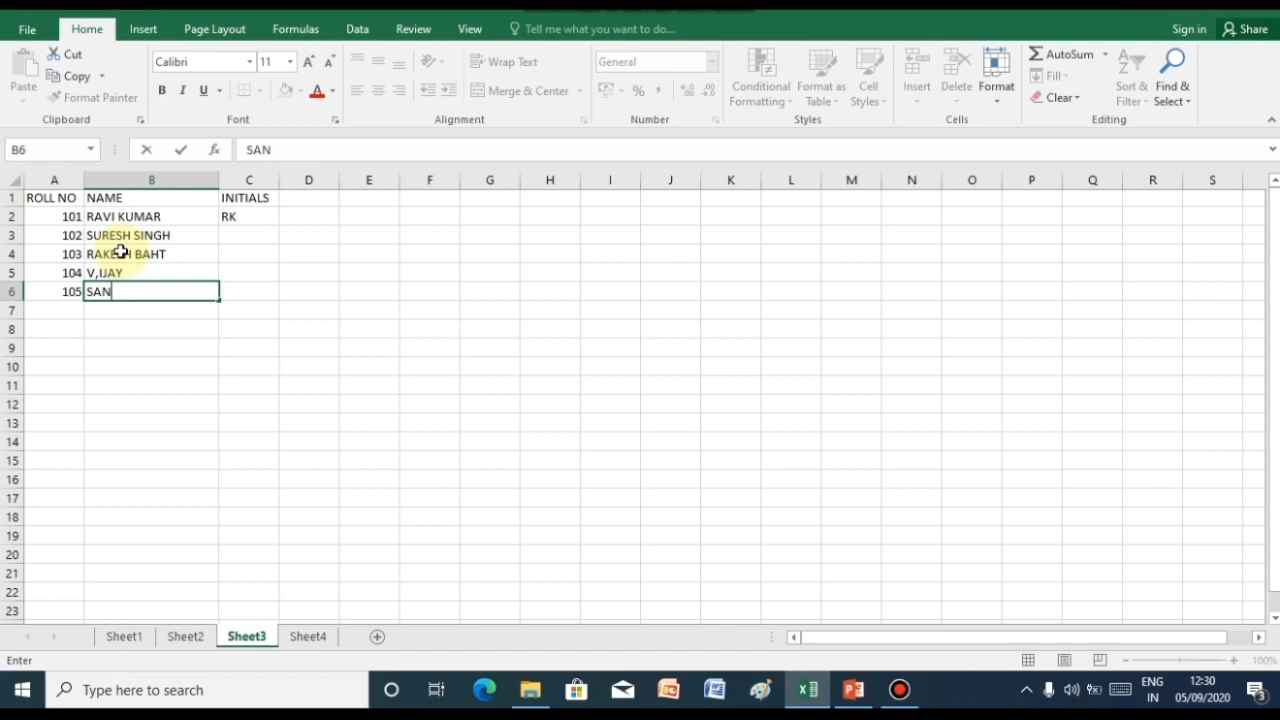 File Home Insert Page Layout Formulas Data Review View Tell me what you want to do... Sign in Share
Paste Cut Copy Format Painter Clipboard
Calibri 11 A A B I U A Font
Wrap Text Merge & Center Alignment
General % , Number
Conditional Formatting Format as Table Cell Styles Styles
Insert Delete Format Cells
AutoSum Fill Clear Sort & Filter Find & Select Editing
B6 fx SAN
A B C D E F G H I J K L M N O P Q R S
1 ROLL NO NAME INITIALS
2 101 RAVI KUMAR RK
3 102 SURESH SINGH
4 103 BAHT
5 104 V,IJAY
6 105 SAN
7
8
9
10
11
12
13
14
15
16
17
18
19
20
21
22
23
Sheet1 Sheet2 Sheet3 Sheet4
Enter 100%
Type here to search ENG IN 12:30 05/09/2020 3